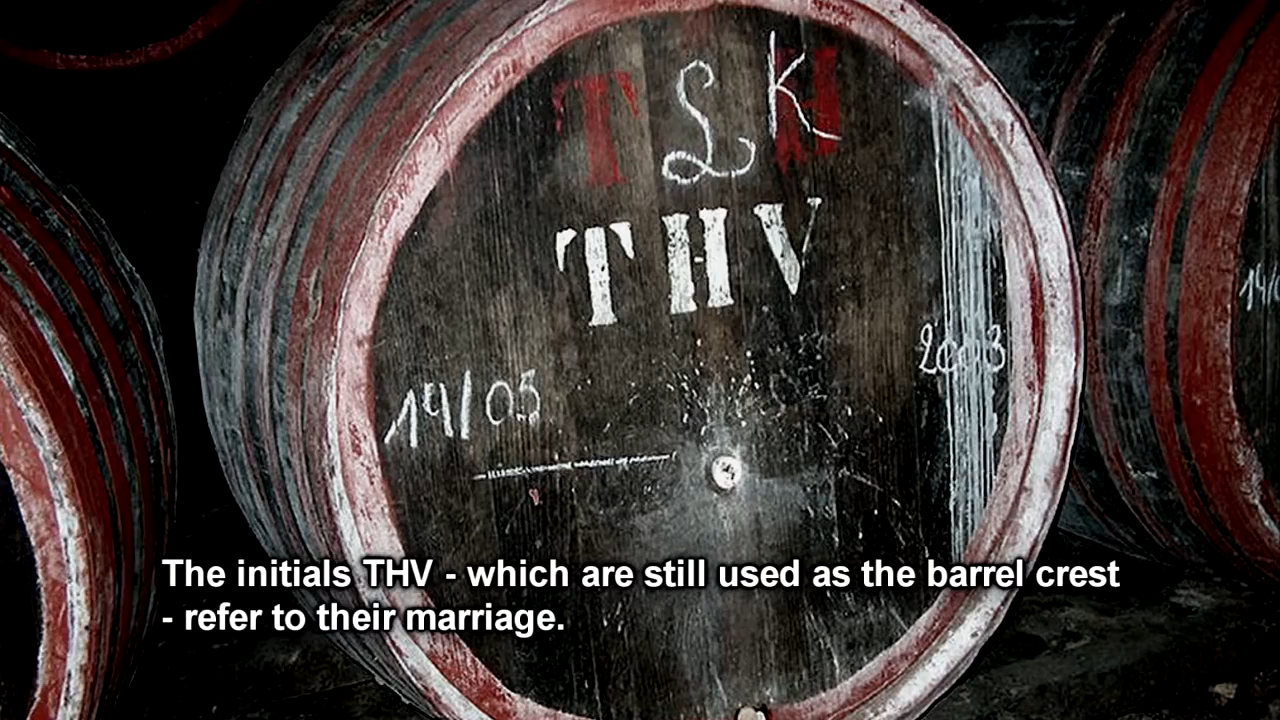 T H
L K
THV
2003
14/05
The initials THV - which are still used as the barrel crest
- refer to their marriage.